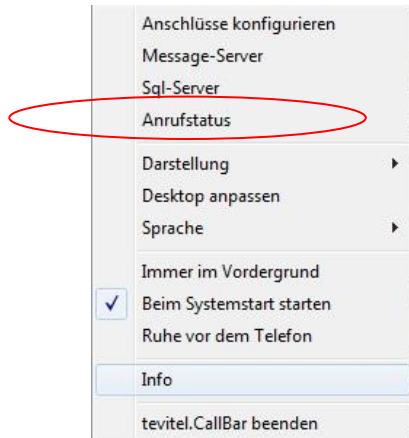 Anschlüsse konfigurieren
Message-Server
Sql-Server
Anrufstatus
Darstellung
Desktop anpassen
Sprache
Immer im Vordergrund
Beim Systemstart starten
Ruhe vor dem Telefon
Info
tevitel.CallBar beenden